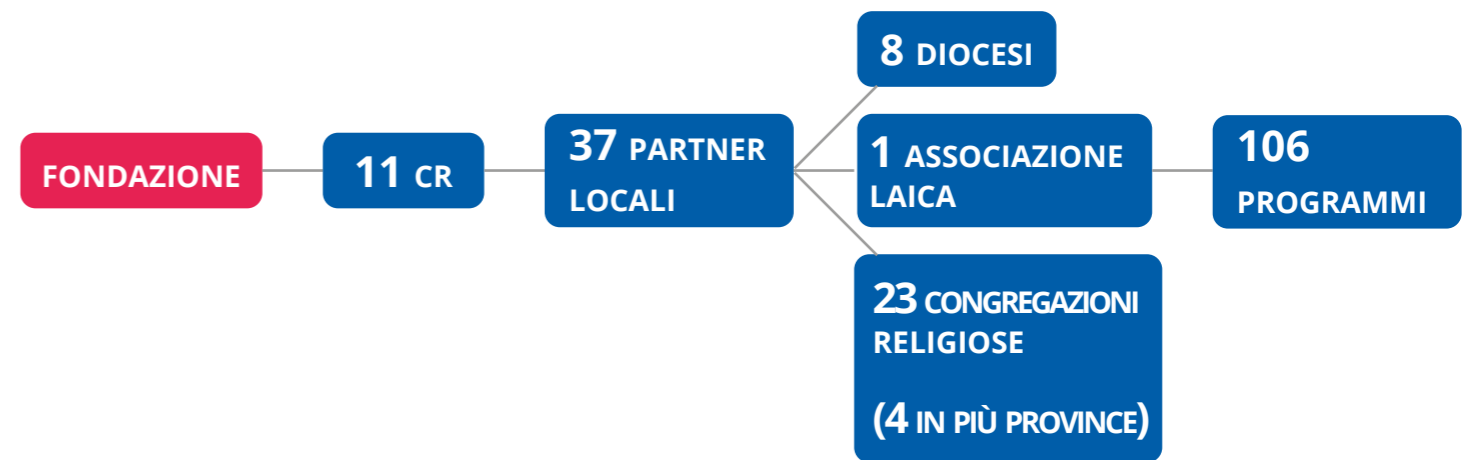 FONDAZIONE
11 CR
37 PARTNER
LOCALI
8 DIOCESI
1 ASSOCIAZIONE
LAICA
23 CONGREGAZIONI
RELIGIOSE
(4 IN PIÙ PROVINCE)
106
PROGRAMMI